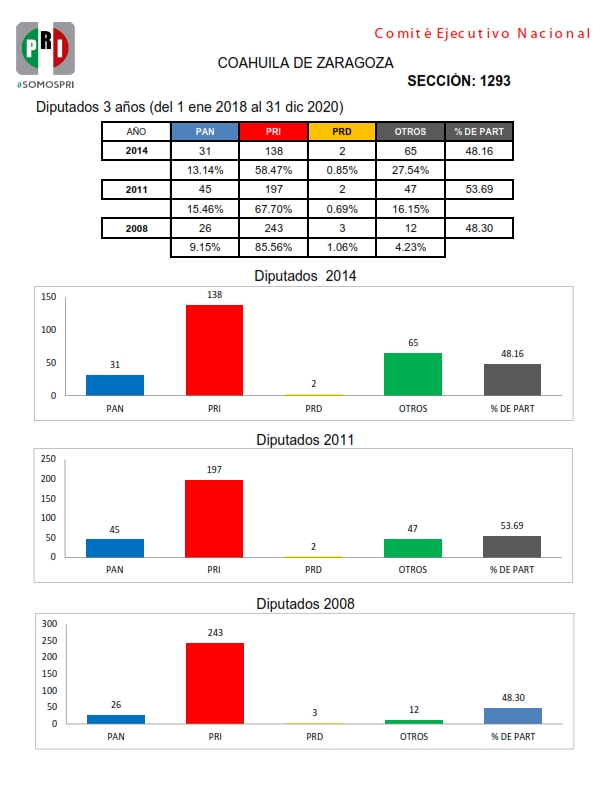 PRI
#SOMOSPRI
Comité Ejecutivo Nacional
COAHUILA DE ZARAGOZA
SECCIÓN: 1293
Diputados 3 años (del 1 ene 2018 al 31 dic 2020)
AÑO PAN PRI PRD OTROS % DE PART
2014 31 138 2 65 48.16
13.14% 58.47% 0.85% 27.54%
2011 45 197 2 47 53.69
15.46% 67.70% 0.69% 16.15%
2008 26 243 3 12 48.30
9.15% 85.56% 1.06% 4.23%
Diputados 2014
150
100
50
0
31 138 2 65 48.16
PAN PRI PRD OTROS % DE PART
Diputados 2011
250
200
150
100
50
0
45 197 2 47 53.69
PAN PRI PRD OTROS % DE PART
Diputados 2008
300
250
200
150
100
50
0
26 243 3 12 48.30
PAN PRI PRD OTROS % DE PART